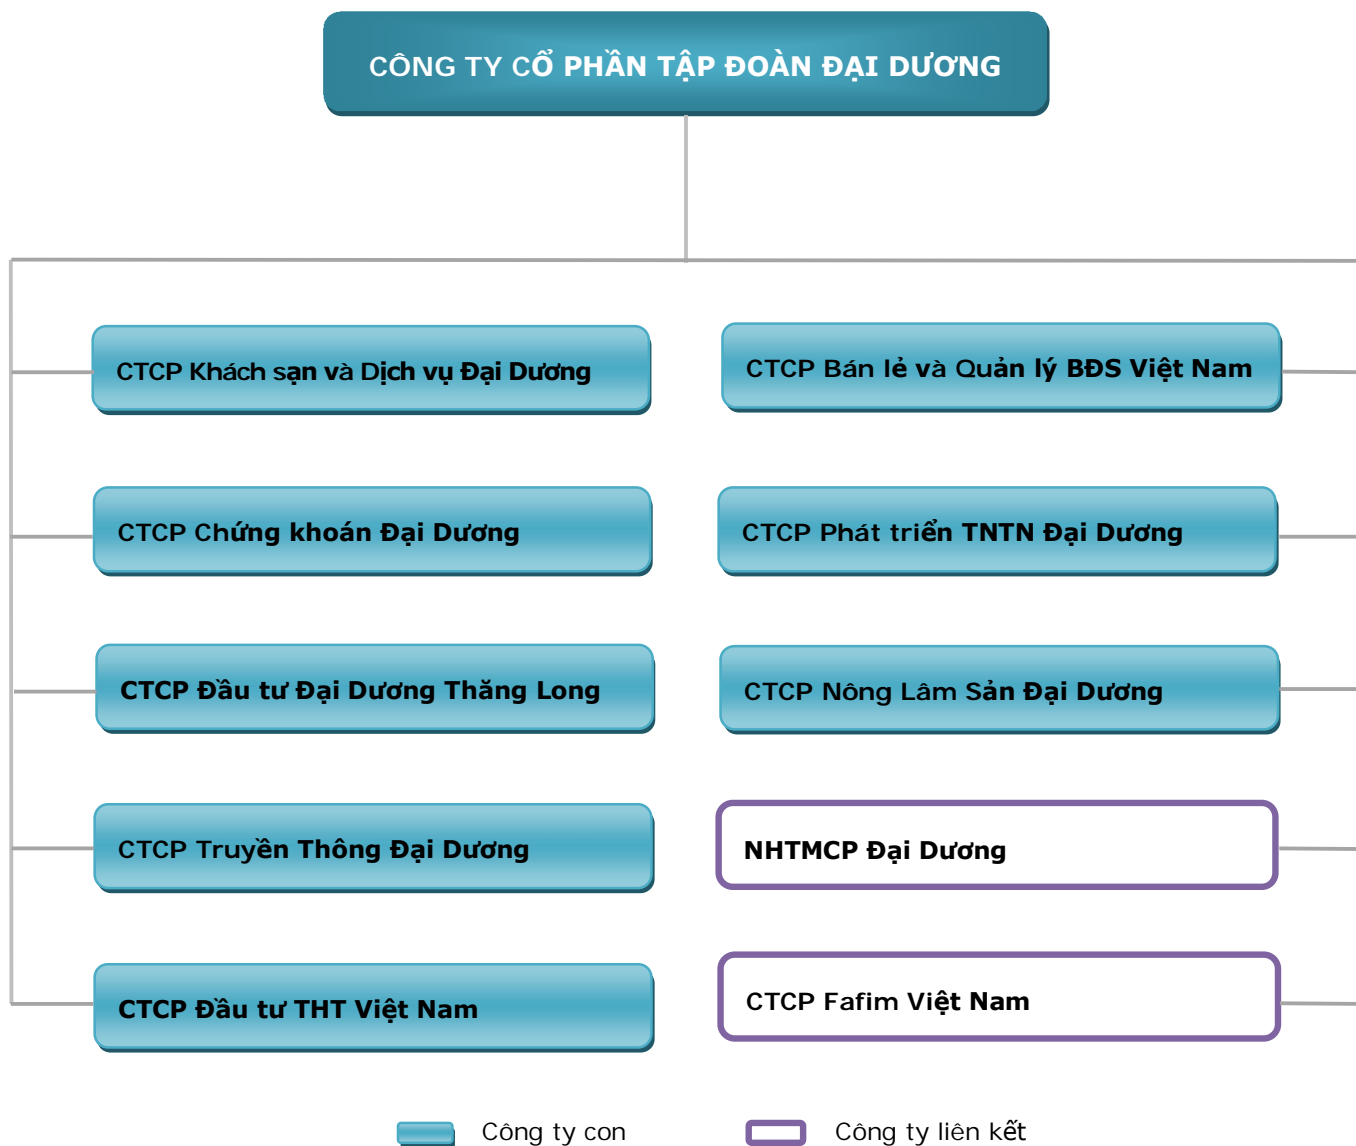 CÔNG TY CỔ PHẦN TẬP ĐOÀN ĐẠI DƯƠNG
CTCP Khách sạn và Dịch vụ Đại Dương
CTCP Bán lẻ và Quản lý BĐS Việt Nam
CTCP Chứng khoán Đại Dương
CTCP Phát triển TNTN Đại Dương
CTCP Đầu tư Đại Dương Thăng Long
CTCP Nông Lâm Sản Đại Dương
CTCP Truyền Thông Đại Dương
NHTMCP Đại Dương
CTCP Đầu tư THT Việt Nam
CTCP Fafim Việt Nam
Công ty con
Công ty liên kết